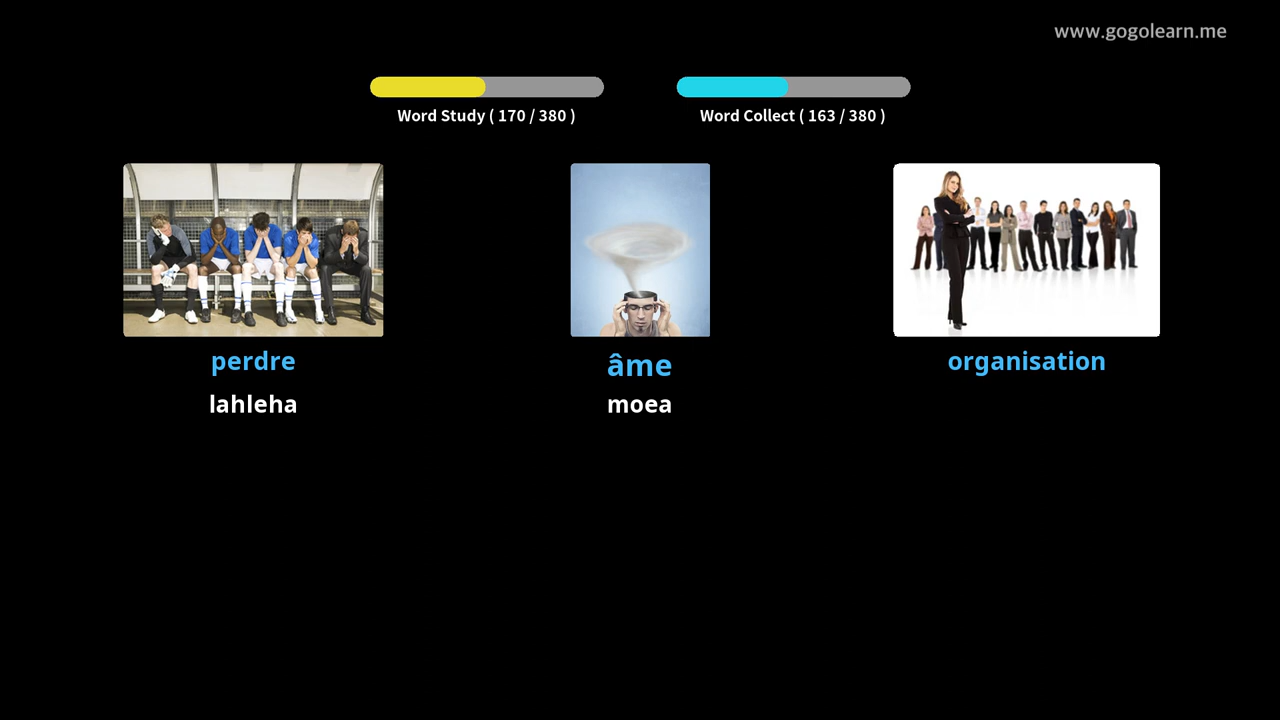 www.gogolearn.me
Word Study ( 170 / 380 )
Word Collect ( 163 / 380 )
perdre
lahleha
âme
moea
organisation